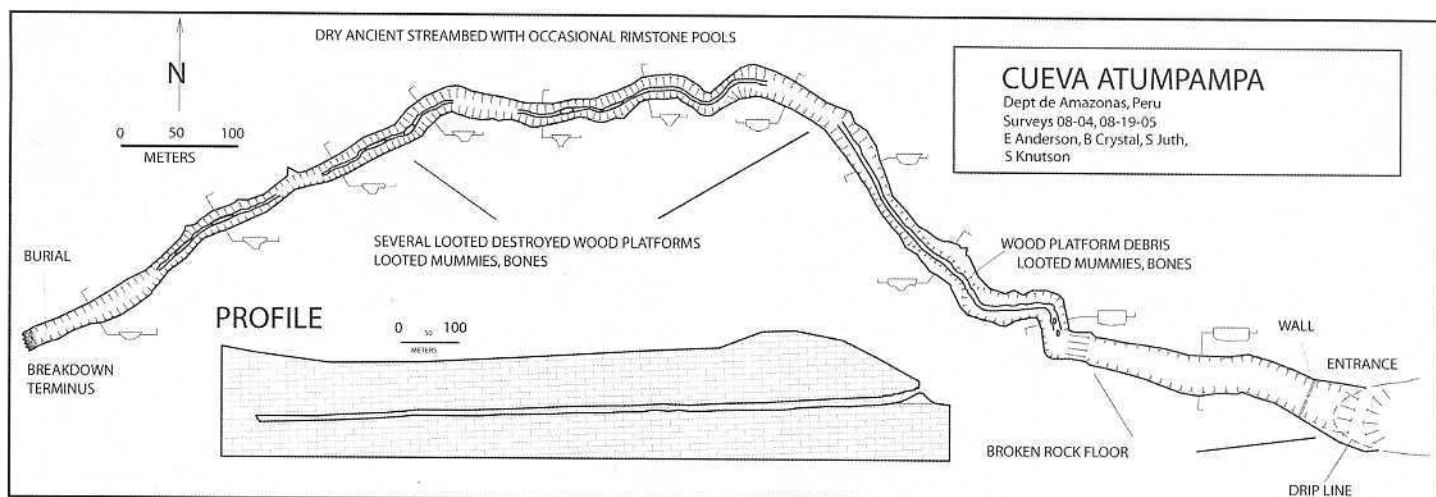 DRY ANCIENT STREAMBED WITH OCCASIONAL RIMSTONE POOLS
N
0 50 100
METERS
CUEVA ATUMPAMPA
Dept de Amazonas, Peru
Surveys 08-04, 08-19-05
E Anderson, B Crystal, S Juth,
S Knutson
SEVERAL LOOTED DESTROYED WOOD PLATFORMS
LOOTED MUMMIES, BONES
WOOD PLATFORM DEBRIS
LOOTED MUMMIES, BONES
BURIAL
BREAKDOWN
TERMINUS
PROFILE
0 50 100
METERS
WALL
ENTRANCE
BROKEN ROCK FLOOR
DRIP LINE